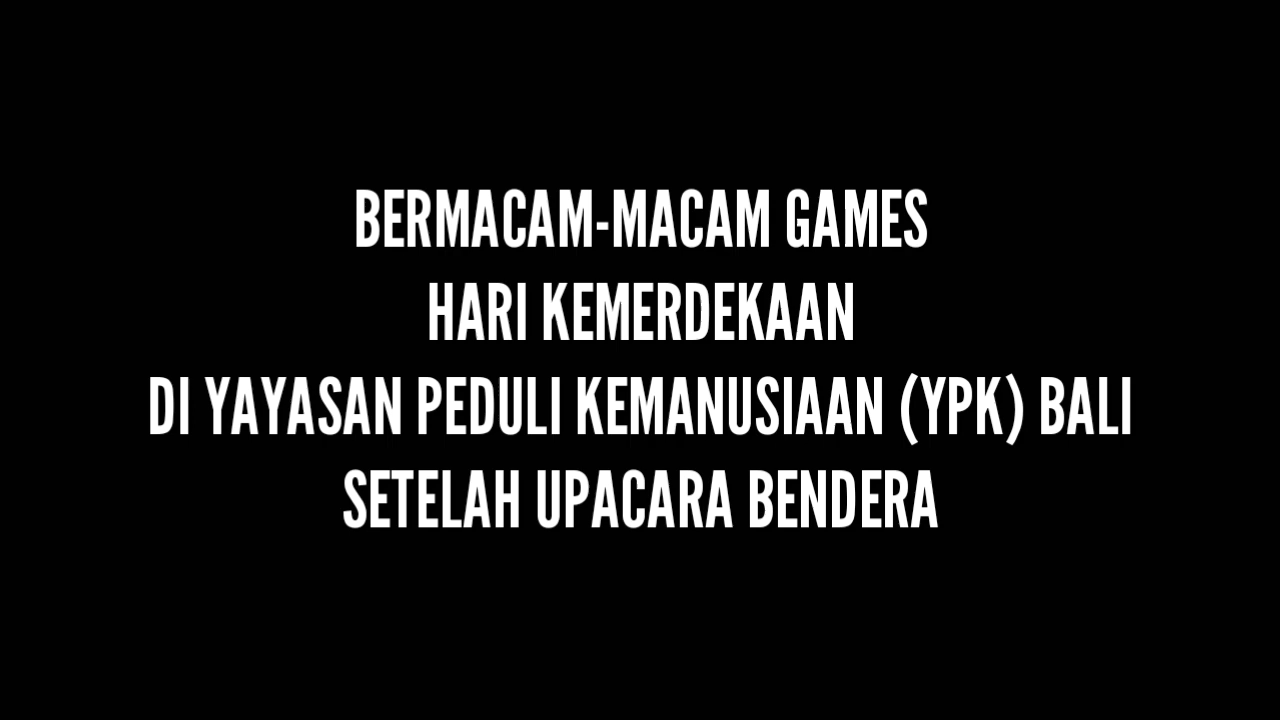 BERMACAM-MACAM GAMES
HARI KEMERDEKAAN
DI YAYASAN PEDULI KEMANUSIAAN (YPK) BALI
SETELAH UPACARA BENDERA